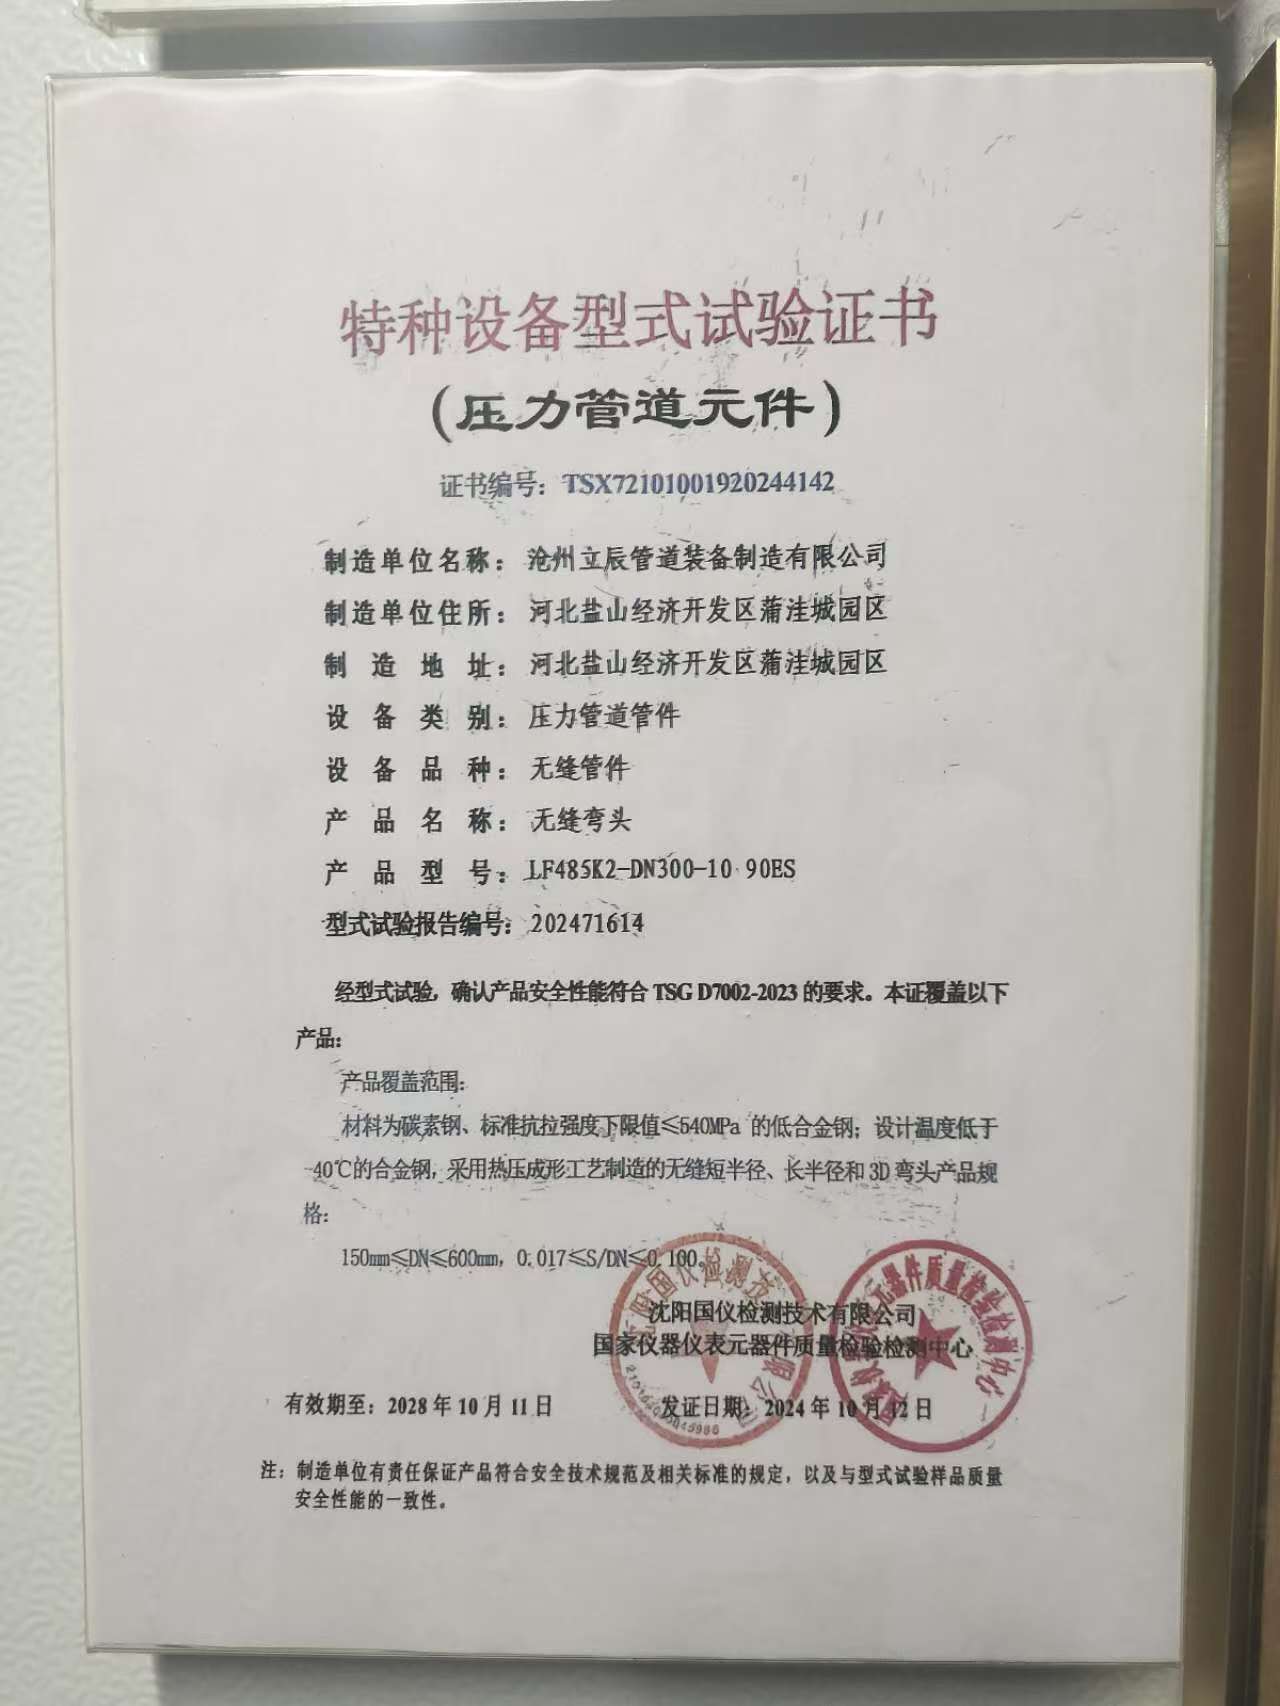 特种设备型式试验证书
（压力管道元件）
证书编号：TSX72101001920244142
制造单位名称：沧州立辰管道装备制造有限公司
制造单位住所：河北盐山经济开发区蒲洼城园区
制造地址：河北盐山经济开发区蒲洼城园区
设备类别：压力管道管件
设备品种：无缝管件
产品名称：无缝弯头
产品型号：LF485K2-DN300-10 90ES
型式试验报告编号：202471614
经型式试验，确认产品安全性能符合 TSG D7002-2023 的要求。本证覆盖以下
产品：
产品覆盖范围：
材料为碳素钢、标准抗拉强度下限值≤540MPa 的低合金钢；设计温度低于
-40℃的合金钢，采用热压成形工艺制造的无缝短半径、长半径和 3D 弯头产品规
格：
150mm≤DN≤600mm，0.017≤S/DN≤0.100。
沈阳国仪检测技术有限公司
国家仪器仪表元器件质量检验检测中心
有效期至：2028 年 10 月 11 日
发证日期：2024 年 10 月 12 日
注：制造单位有责任保证产品符合安全技术规范及相关标准的规定，以及与型式试验样品质量
安全性能的一致性。